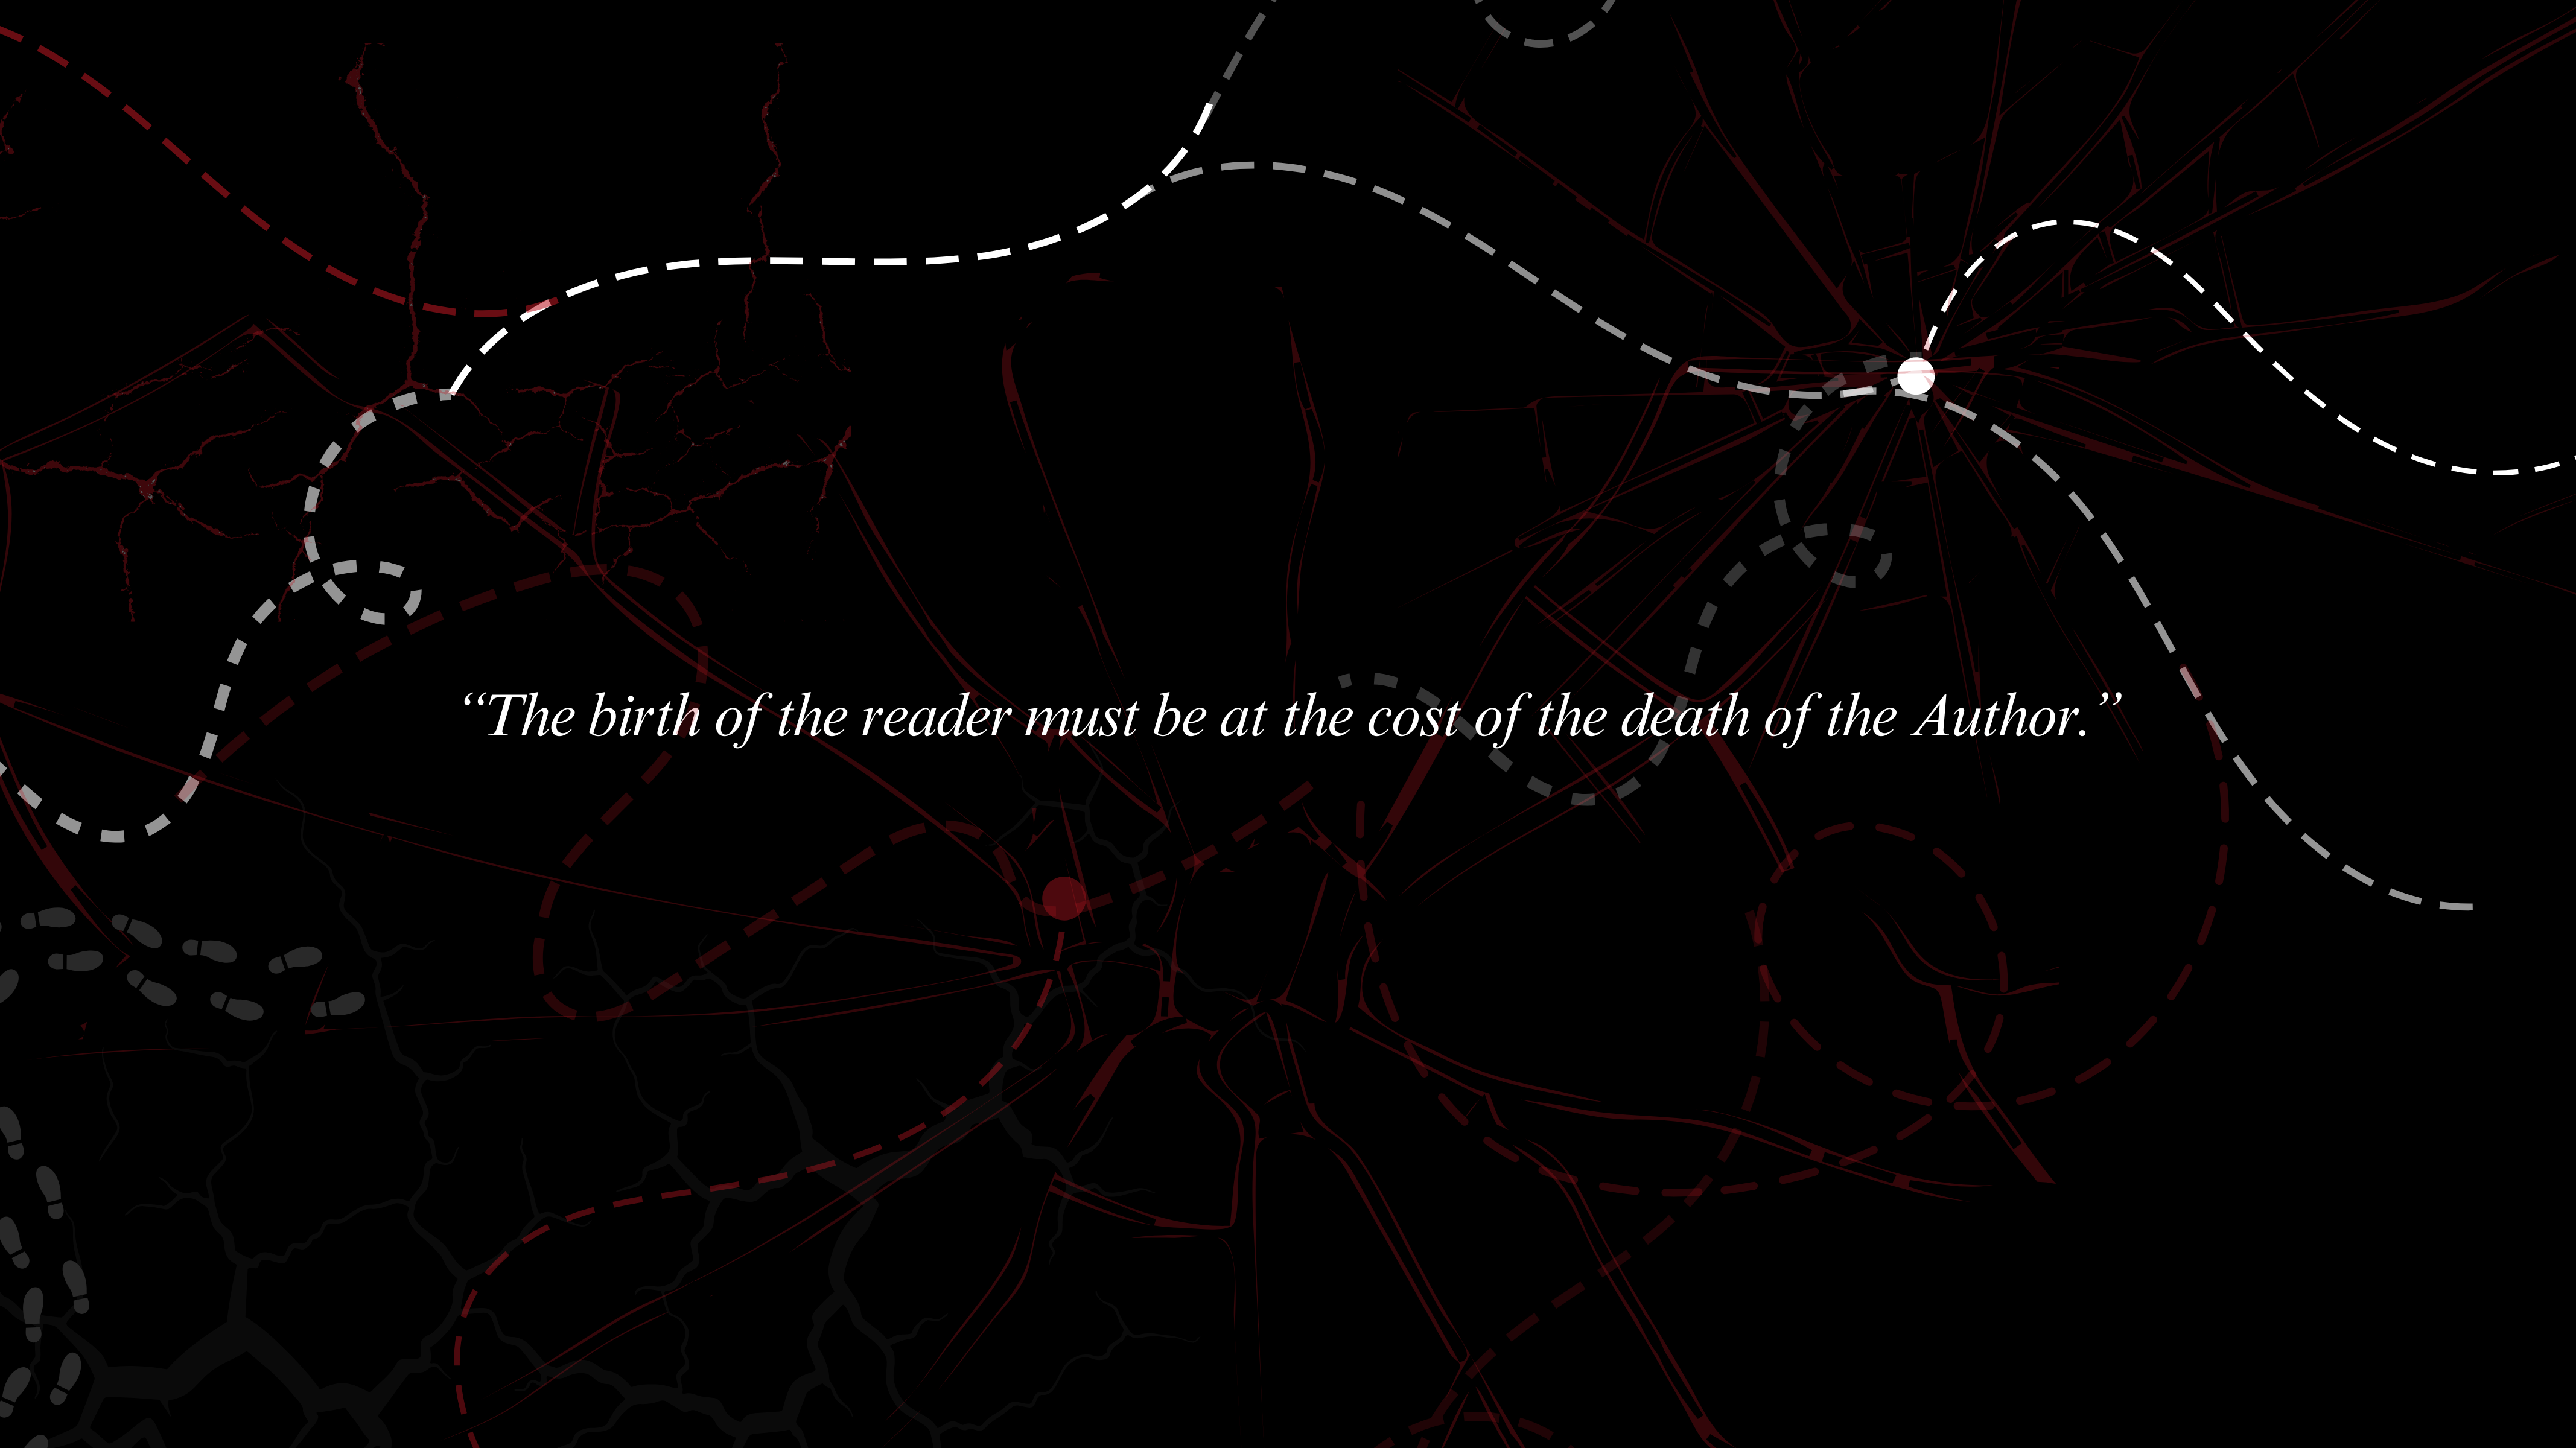 “The birth of the reader must be at the cost of the death of the Author.”